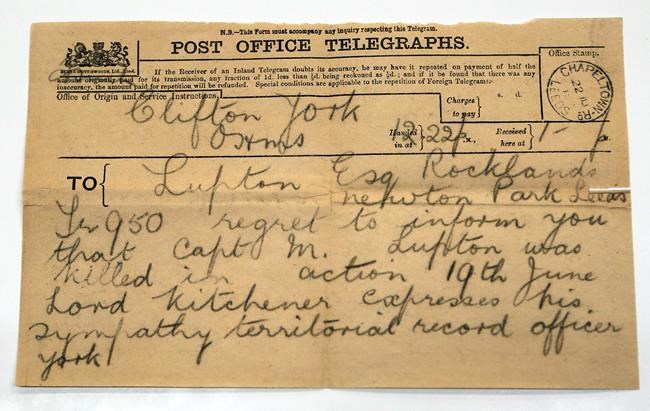 N.B.—This Form must accompany any inquiry respecting this Telegram.
POST OFFICE TELEGRAPHS.
If the Receiver of an Inland Telegram doubts its accuracy, he may have it repeated on payment of half the
amount originally paid for its transmission, any fraction of 1d. less than ½d. being reckoned as ½d.; and if it be found that there was any
inaccuracy, the amount paid for repetition will be refunded. Special conditions are applicable to the repetition of Foreign Telegrams.
Office Stamp.
CHAPELTOWN-RD
LEEDS
Office of Origin and Service Instructions.
Clifton York
OHMS
Charges to pay
s. d.
Handed in at
12.22p
Received here at
1-p
TO
Lupton Esq Rocklands
newton Park Leeds
950 regret to inform you
that Capt M. Lupton was
killed in action 19th June
Lord Kitchener expresses his
sympathy territorial record officer
york